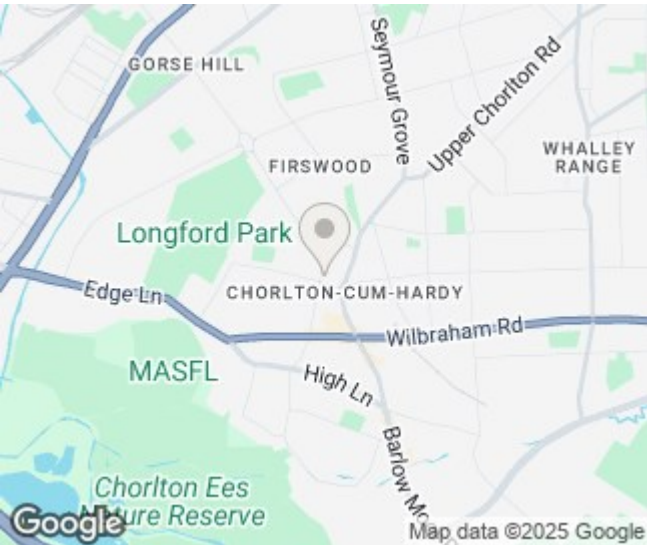 GORSE HILL
Seymour Grove
Upper Chorlton Rd
WHALLEY
RANGE
FIRSWOOD
Longford Park
Edge Ln
CHORLTON-CUM-HARDY
Wilbraham Rd
MASFL
High Ln
Barlow
Chorlton Ees
Nature Reserve
Google
Map data ©2025 Google